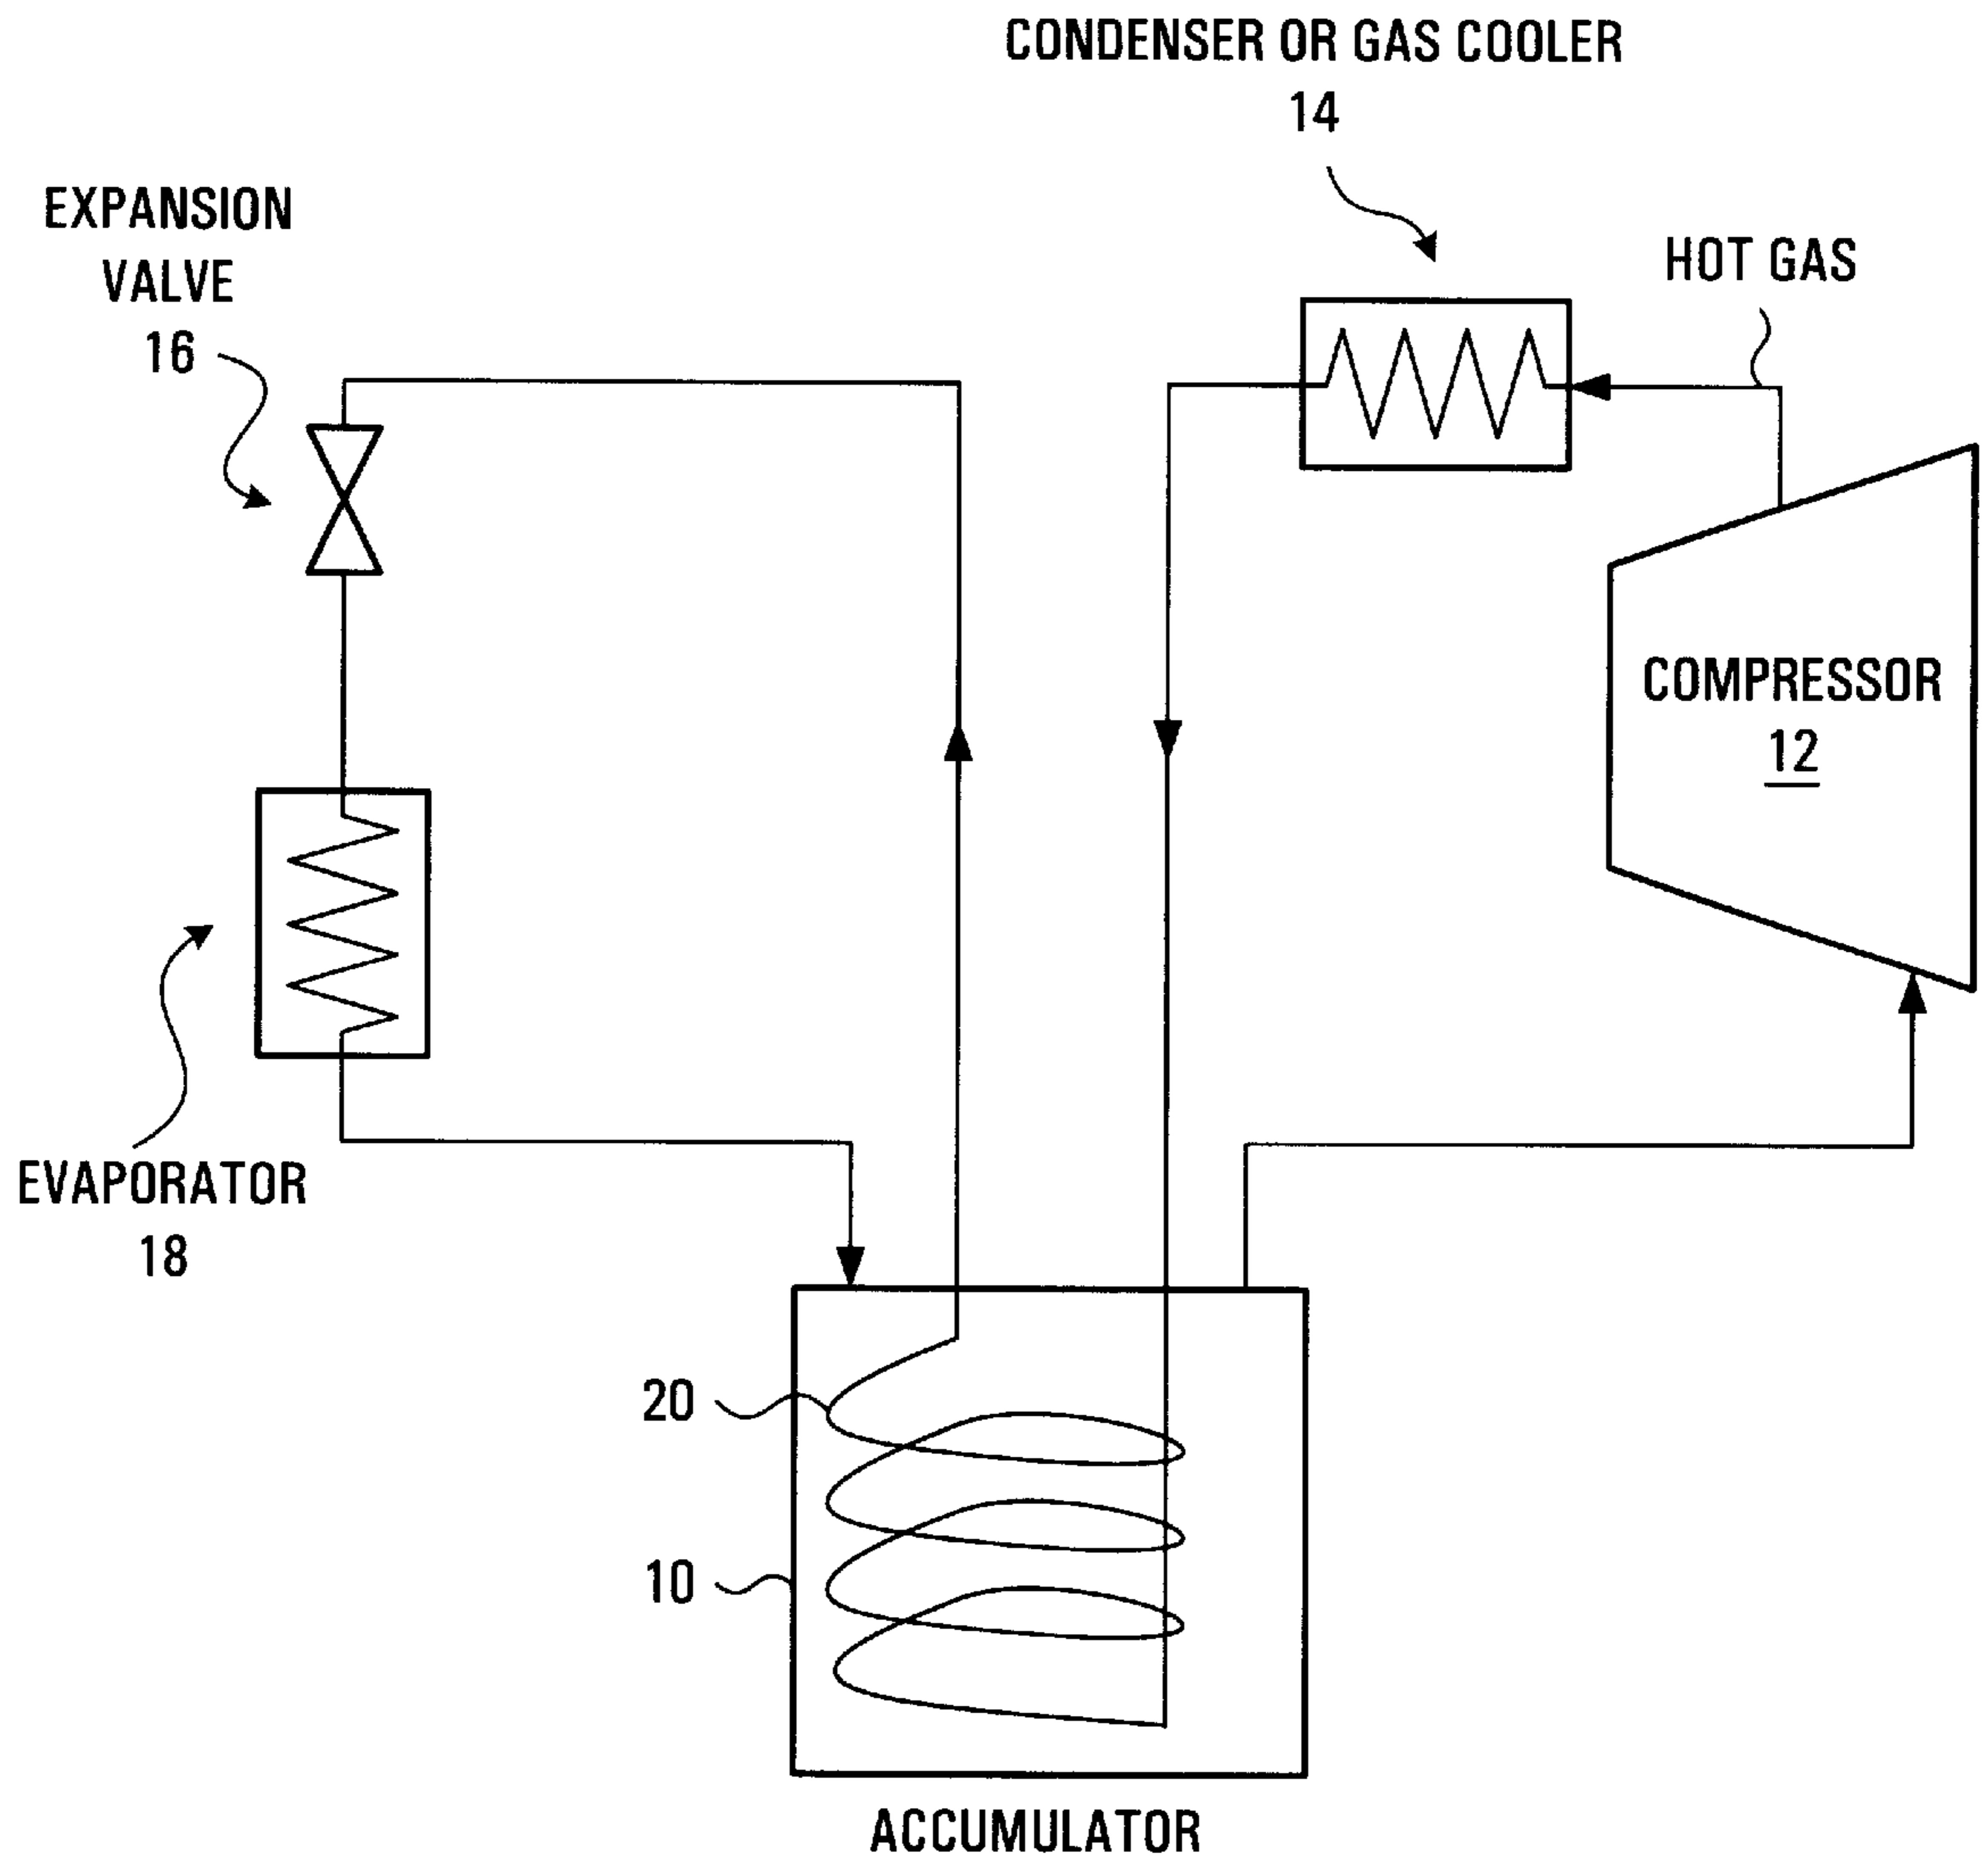 CONDENSER OR GAS COOLER
14
EXPANSION
VALVE
16
HOT GAS
COMPRESSOR
12
EVAPORATOR
18
20
10
ACCUMULATOR